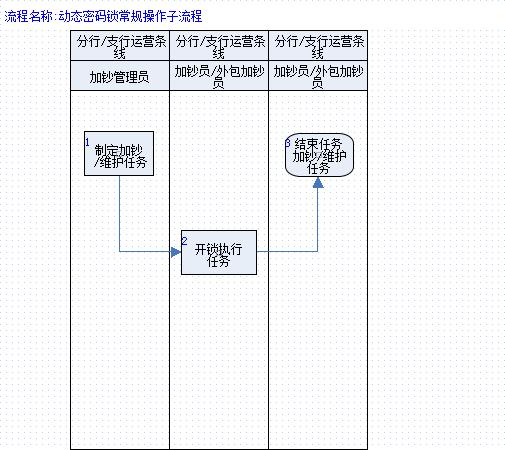 流程名称:动态密码锁常规操作子流程
分行/支行运营条
线
分行/支行运营条
线
分行/支行运营条
线
加钞管理员
加钞员/外包加钞
员
加钞员/外包加钞
员
1
制定加钞
/维护任务
3
结束任务
加钞/维护
任务
2
开锁执行
任务